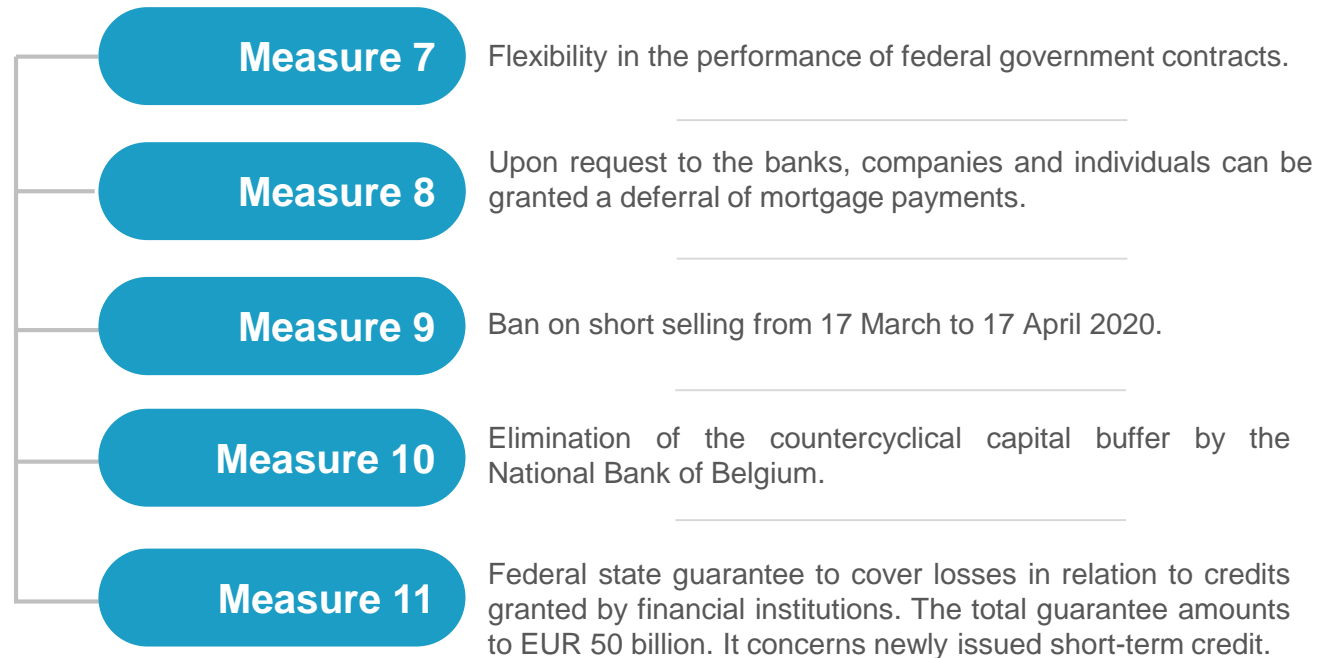 Measure 7
Flexibility in the performance of federal government contracts.
Measure 8
Upon request to the banks, companies and individuals can be
granted a deferral of mortgage payments.
Measure 9
Ban on short selling from 17 March to 17 April 2020.
Measure 10
Elimination of the countercyclical capital buffer by the
National Bank of Belgium.
Measure 11
Federal state guarantee to cover losses in relation to credits
granted by financial institutions. The total guarantee amounts
to EUR 50 billion. It concerns newly issued short-term credit.